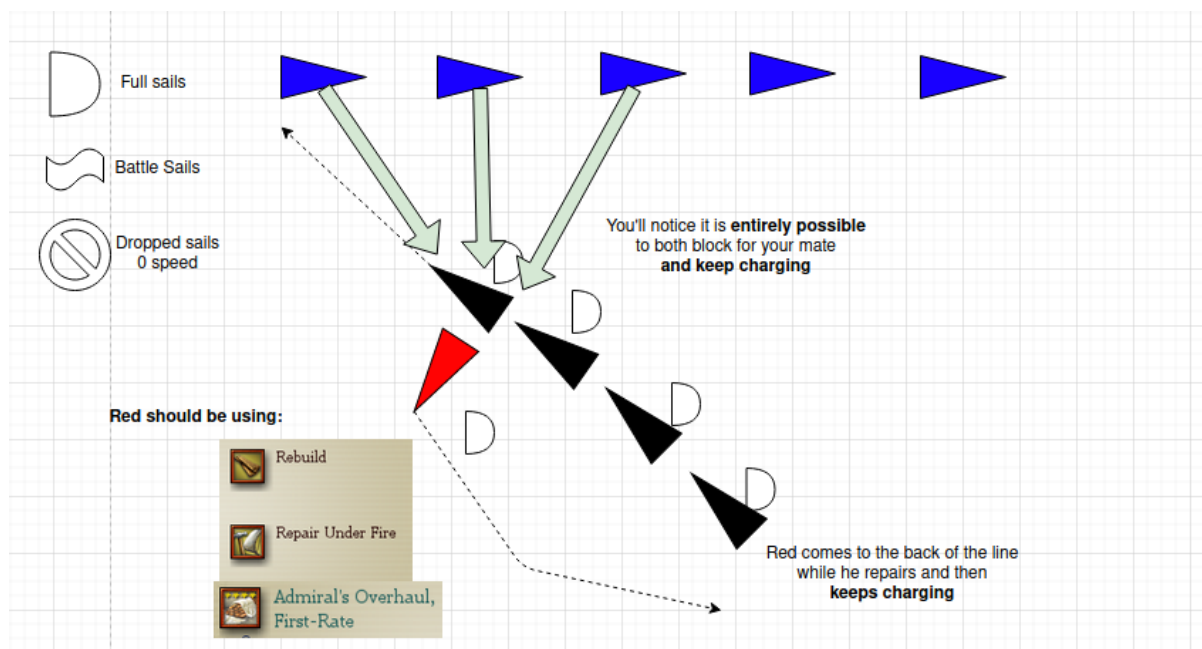 Full sails
Battle Sails
Dropped sails
0 speed
You'll notice it is entirely possible
to both block for your mate
and keep charging
Red should be using:
Rebuild
Repair Under Fire
Admiral's Overhaul,
First-Rate
Red comes to the back of the line
while he repairs and then
keeps charging